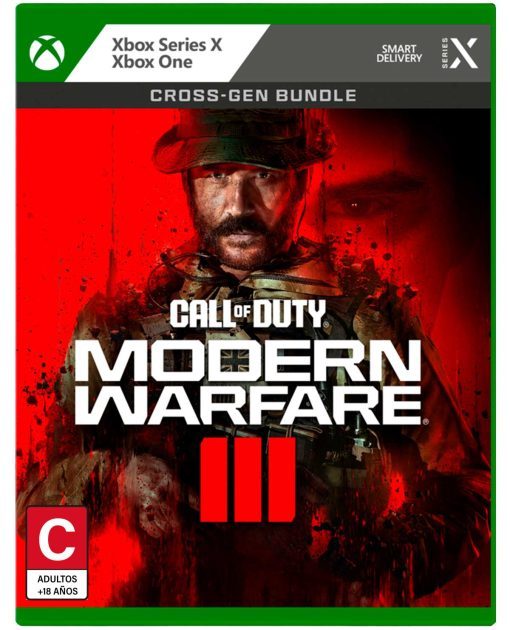 Xbox Series X
Xbox One
SMART
DELIVERY
SERIES
X
CROSS-GEN BUNDLE
CALL OF DUTY
MODERN
WARFARE®
III
C
ADULTOS
+18 AÑOS